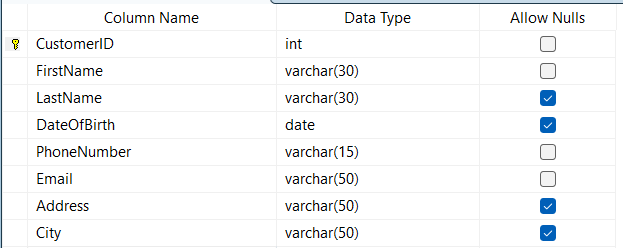 Column Name Data Type Allow Nulls
CustomerID int
FirstName varchar(30)
LastName varchar(30)
DateOfBirth date
PhoneNumber varchar(15)
Email varchar(50)
Address varchar(50)
City varchar(50)